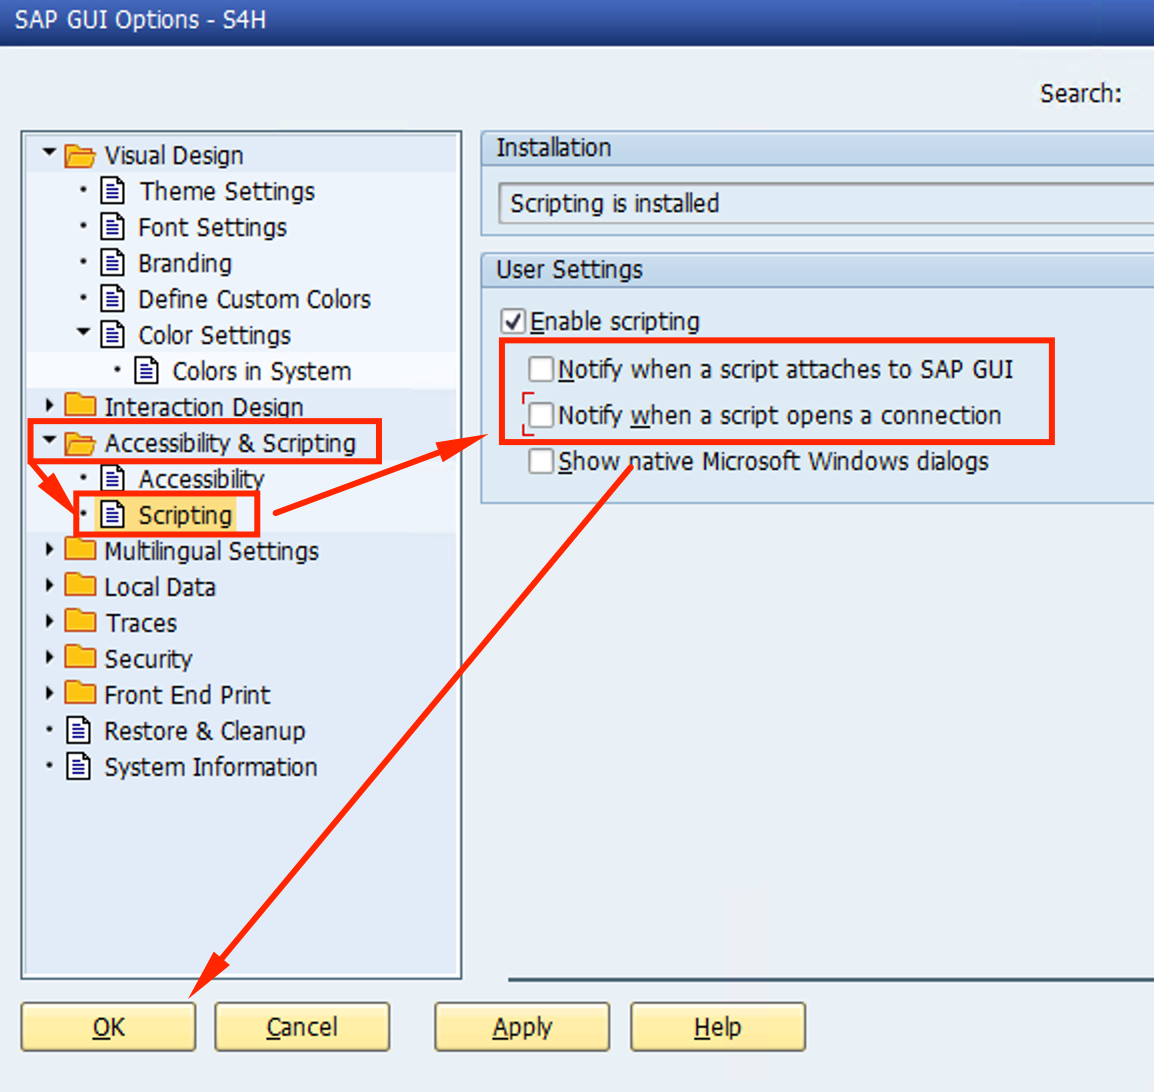 SAP GUI Options - S4H
Search:
Visual Design
Theme Settings
Font Settings
Branding
Define Custom Colors
Color Settings
Colors in System
Interaction Design
Accessibility & Scripting
Accessibility
Scripting
Multilingual Settings
Local Data
Traces
Security
Front End Print
Restore & Cleanup
System Information
Installation
Scripting is installed
User Settings
Enable scripting
Notify when a script attaches to SAP GUI
Notify when a script opens a connection
Show native Microsoft Windows dialogs
OK
Cancel
Apply
Help